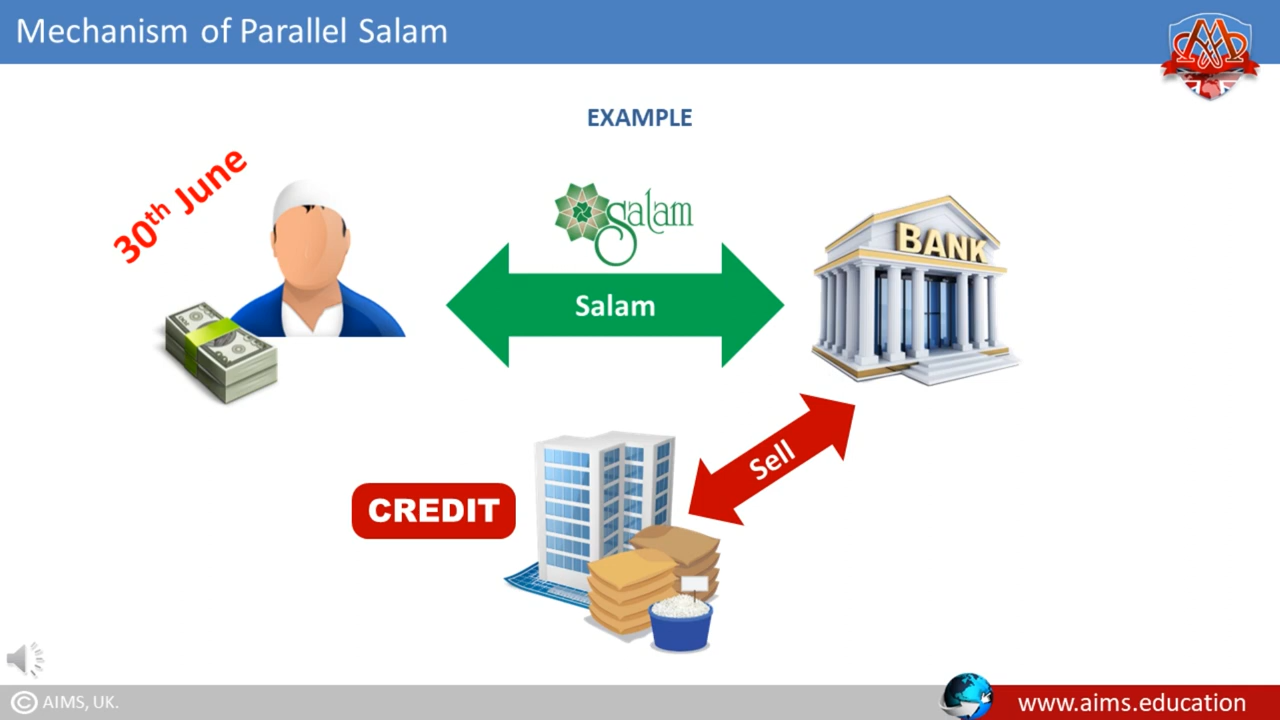 Mechanism of Parallel Salam
EXAMPLE
30th June
Salam
Salam
BANK
Sell
CREDIT
© AIMS, UK.
www.aims.education